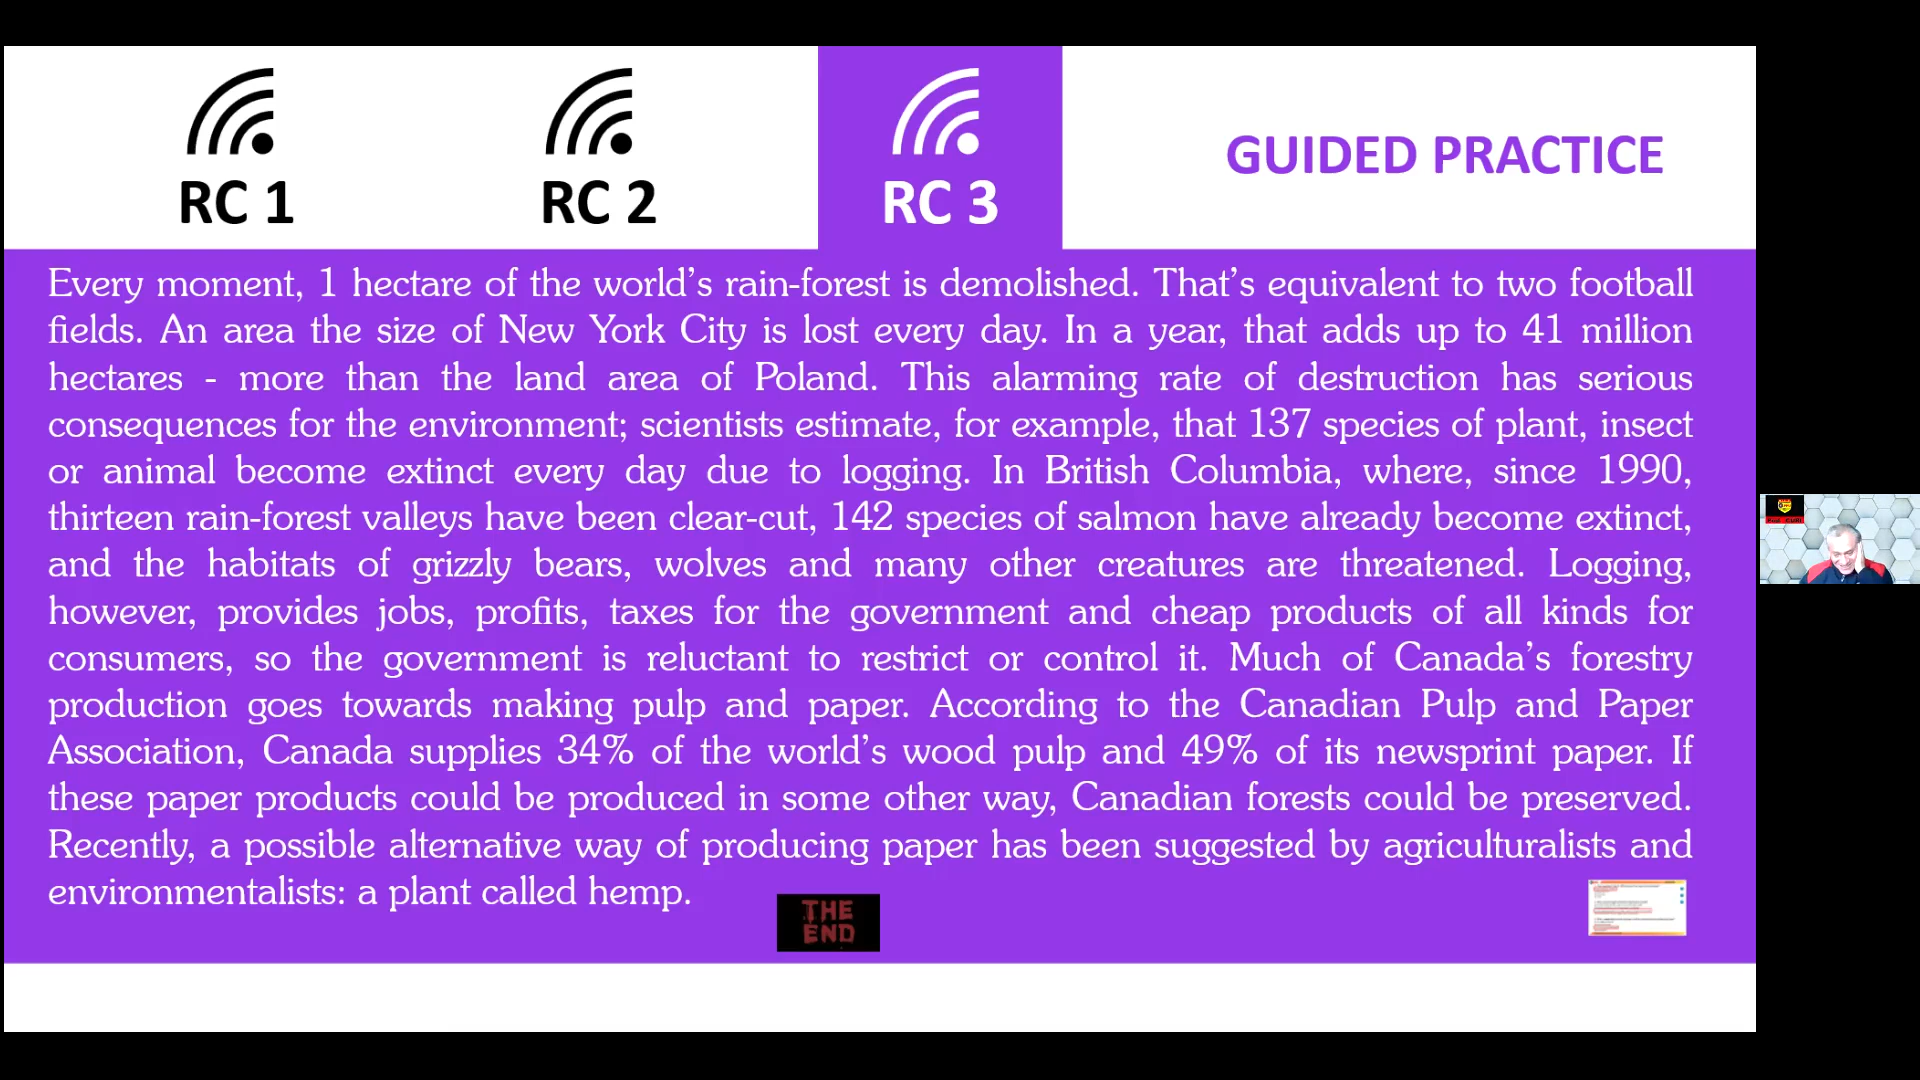 RC 1
RC 2
RC 3
GUIDED PRACTICE
Every moment, 1 hectare of the world’s rain-forest is demolished. That’s equivalent to two football
fields. An area the size of New York City is lost every day. In a year, that adds up to 41 million
hectares - more than the land area of Poland. This alarming rate of destruction has serious
consequences for the environment; scientists estimate, for example, that 137 species of plant, insect
or animal become extinct every day due to logging. In British Columbia, where, since 1990,
thirteen rain-forest valleys have been clear-cut, 142 species of salmon have already become extinct,
and the habitats of grizzly bears, wolves and many other creatures are threatened. Logging,
however, provides jobs, profits, taxes for the government and cheap products of all kinds for
consumers, so the government is reluctant to restrict or control it. Much of Canada’s forestry
production goes towards making pulp and paper. According to the Canadian Pulp and Paper
Association, Canada supplies 34% of the world’s wood pulp and 49% of its newsprint paper. If
these paper products could be produced in some other way, Canadian forests could be preserved.
Recently, a possible alternative way of producing paper has been suggested by agriculturalists and
environmentalists: a plant called hemp.
THE
END